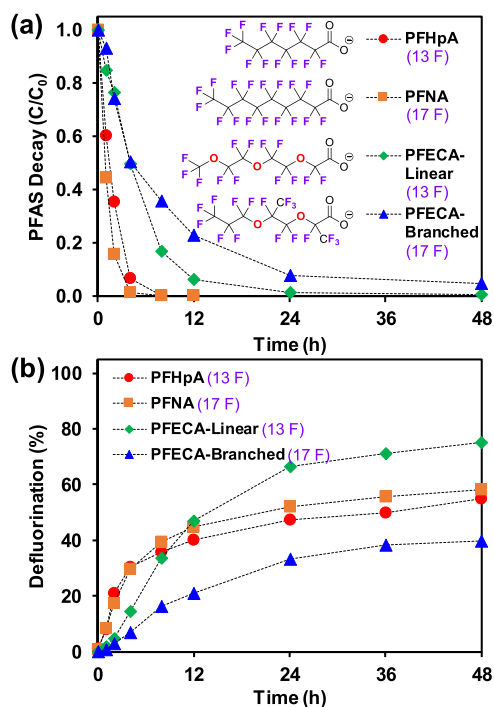 (a)
PFAS Decay (C/C₀)
1.0
0.8
0.6
0.4
0.2
0.0
0 12 24 36 48
Time (h)
F F F F F F O
F
F O ⊖
F F F F F F F
PFHpA
(13 F)
F F F F F F F F O
F
F O ⊖
F F F F F F F F F
PFNA
(17 F)
F F F F F F O
F O O O O ⊖
F F F F F F F
PFECA-
Linear
(13 F)
F F F F F CF₃ O
F O O O ⊖
F F F F F F CF₃
PFECA-
Branched
(17 F)
(b)
Defluorination (%)
100
80
60
40
20
0
PFHpA (13 F)
PFNA (17 F)
PFECA-Linear (13 F)
PFECA-Branched (17 F)
0 12 24 36 48
Time (h)